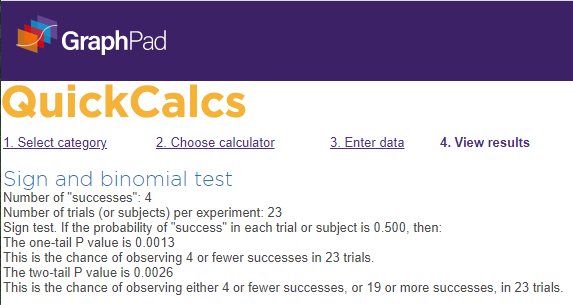 GraphPad
QuickCalcs
1. Select category 2. Choose calculator 3. Enter data 4. View results
Sign and binomial test
Number of "successes": 4
Number of trials (or subjects) per experiment: 23
Sign test. If the probability of "success" in each trial or subject is 0.500, then:
The one-tail P value is 0.0013
This is the chance of observing 4 or fewer successes in 23 trials.
The two-tail P value is 0.0026
This is the chance of observing either 4 or fewer successes, or 19 or more successes, in 23 trials.